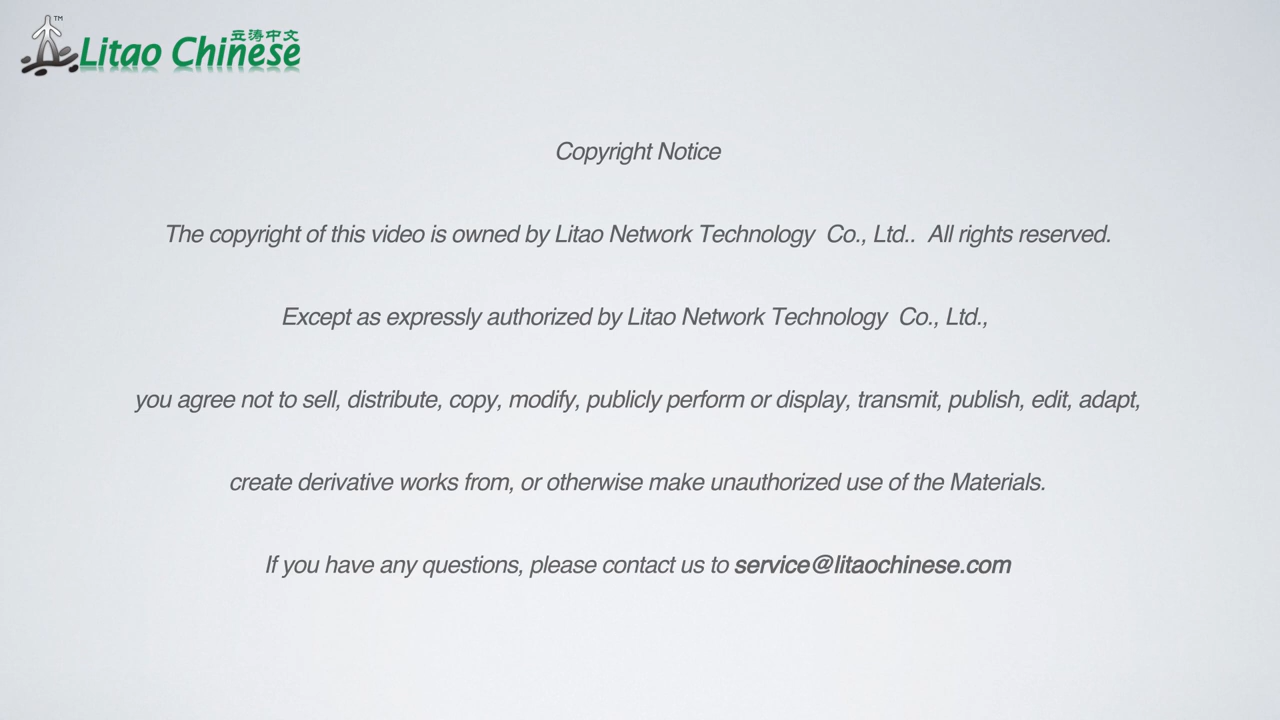 TM
立涛中文
Litao Chinese
Copyright Notice
The copyright of this video is owned by Litao Network Technology  Co., Ltd..  All rights reserved.
Except as expressly authorized by Litao Network Technology  Co., Ltd.,
you agree not to sell, distribute, copy, modify, publicly perform or display, transmit, publish, edit, adapt,
create derivative works from, or otherwise make unauthorized use of the Materials.
If you have any questions, please contact us to service@litaochinese.com